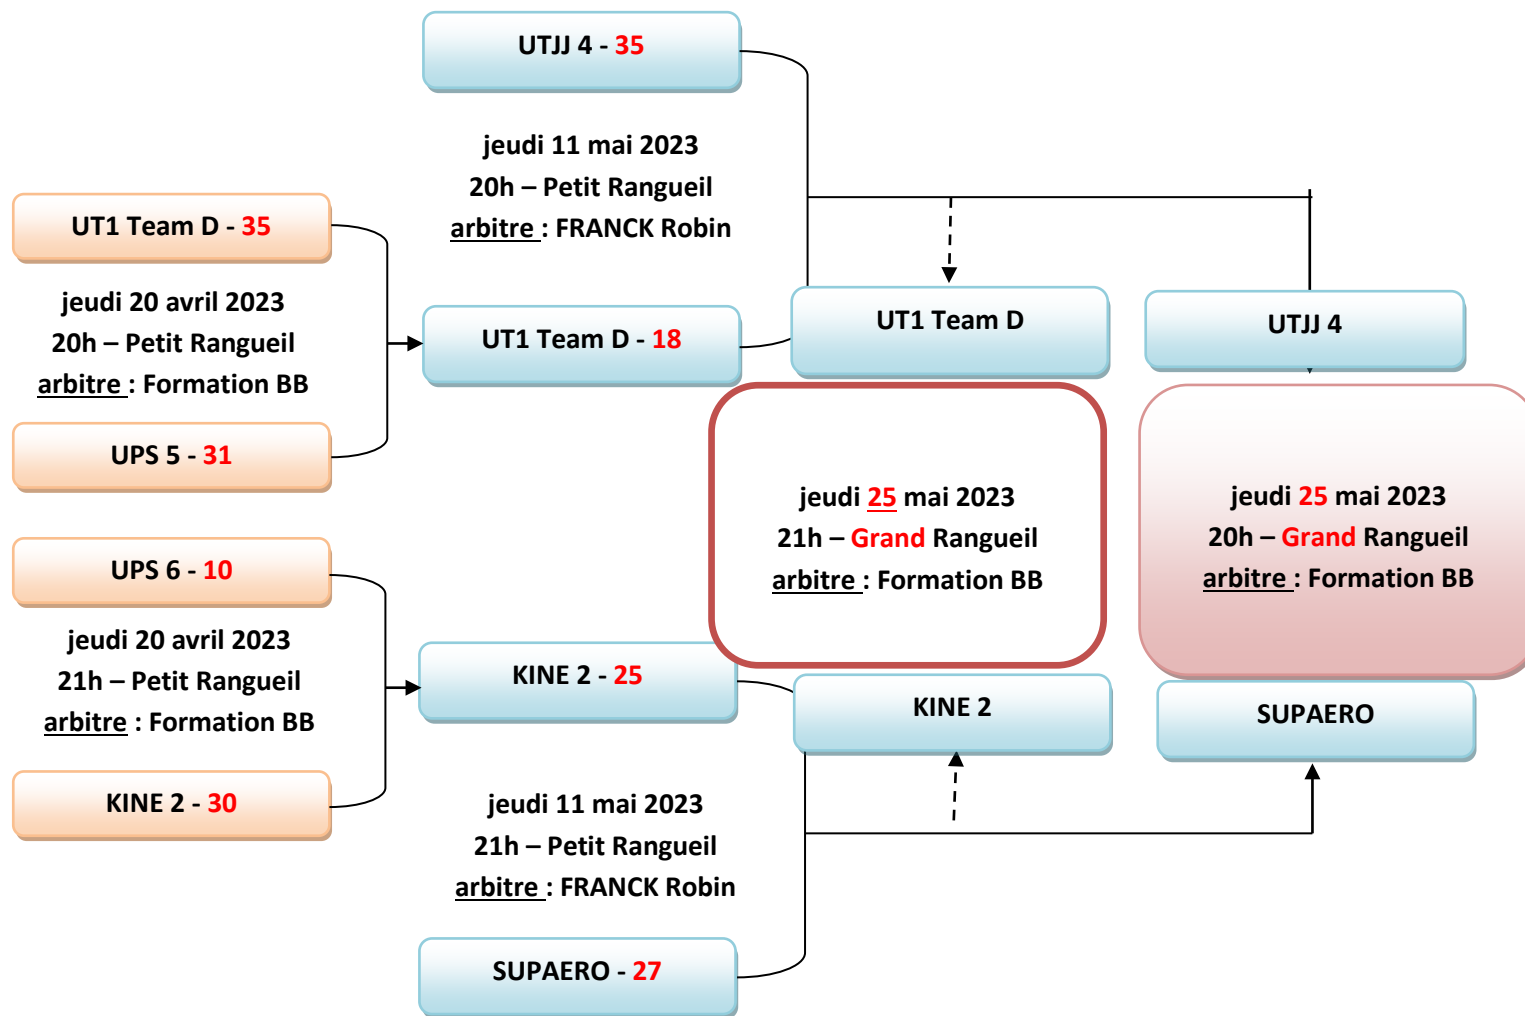 UTJJ 4 - 35
jeudi 11 mai 2023
20h – Petit Rangueil
arbitre : FRANCK Robin
UT1 Team D - 35
jeudi 20 avril 2023
20h – Petit Rangueil
arbitre : Formation BB
UPS 5 - 31
UT1 Team D - 18
UT1 Team D
UTJJ 4
jeudi 25 mai 2023
21h – Grand Rangueil
arbitre : Formation BB
jeudi 25 mai 2023
20h – Grand Rangueil
arbitre : Formation BB
UPS 6 - 10
jeudi 20 avril 2023
21h – Petit Rangueil
arbitre : Formation BB
KINE 2 - 30
KINE 2 - 25
KINE 2
SUPAERO
jeudi 11 mai 2023
21h – Petit Rangueil
arbitre : FRANCK Robin
SUPAERO - 27